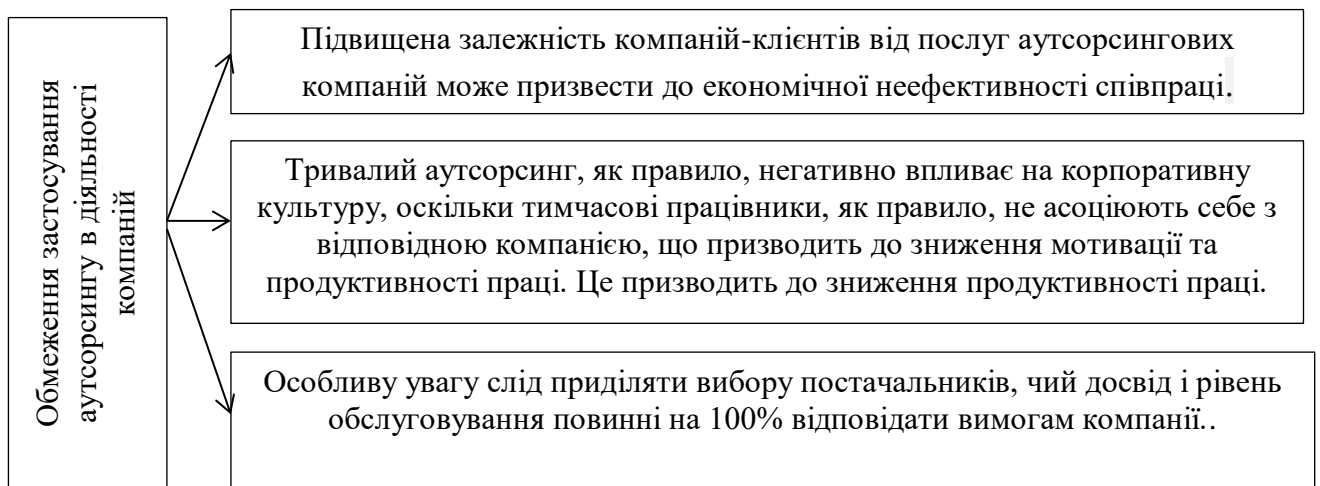 Обмеження застосування
аутсорсингу в діяльності
компаній
Підвищена залежність компаній-клієнтів від послуг аутсорсингових
компаній може призвести до економічної неефективності співпраці.
Тривалий аутсорсинг, як правило, негативно впливає на корпоративну
культуру, оскільки тимчасові працівники, як правило, не асоціюють себе з
відповідною компанією, що призводить до зниження мотивації та
продуктивності праці. Це призводить до зниження продуктивності праці.
Особливу увагу слід приділяти вибору постачальників, чий досвід і рівень
обслуговування повинні на 100% відповідати вимогам компанії..